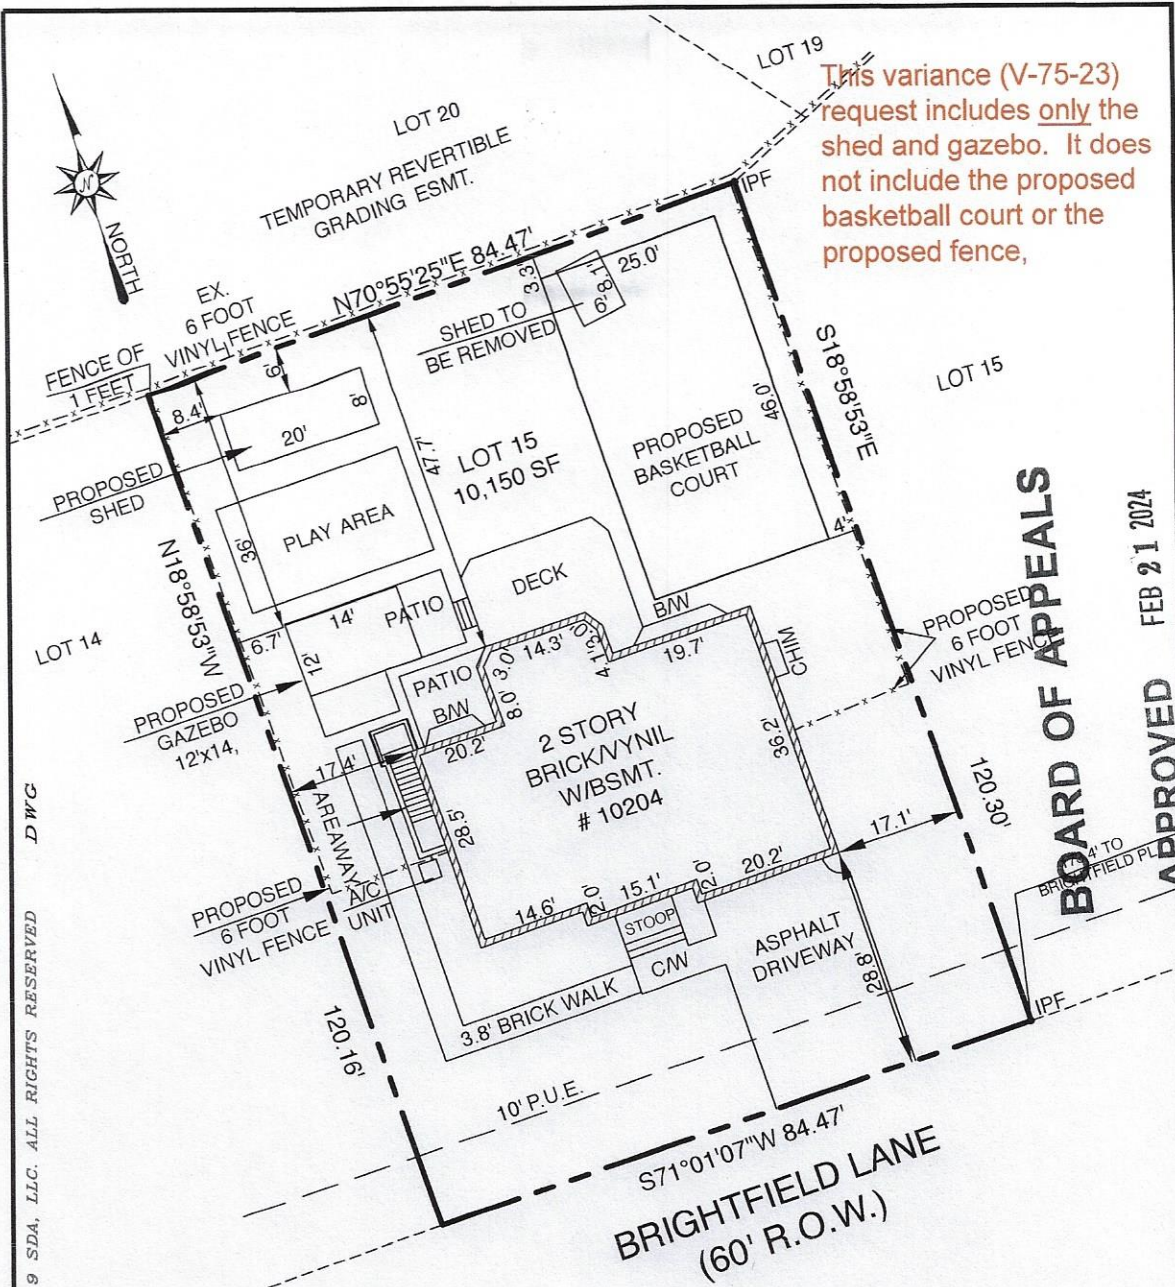 LOT 19
This variance (V-75-23)
request includes only the
shed and gazebo. It does
not include the proposed
basketball court or the
proposed fence,
LOT 20
TEMPORARY REVERTIBLE
GRADING ESMT.
N
NORTH
IPF
N70°55'25"E 84.47'
EX.
6 FOOT
VINYL FENCE
3.3'
25.0'
6'
8.1'
SHED TO
BE REMOVED
FENCE OF
1 FEET
6'
8.4'
8'
20'
S18°58'53"E
LOT 15
PROPOSED
SHED
47.7'
LOT 15
10,150 SF
46.0'
PROPOSED
BASKETBALL
COURT
PLAY AREA
36'
4'
N18°58'53"W
DECK
LOT 14
14'
PATIO
B/W
PROPOSED
6 FOOT
VINYL FENCE
6.7'
12'
14.3'
3.0'
4.1'
19.7'
CHIM
PATIO
3.0'
8.0'
B/W
PROPOSED
GAZEBO
12'x14,
20.2'
2 STORY
BRICK/VYNIL
W/BSMT.
# 10204
36.2'
17.4'
AREAWAY
28.5'
120.30'
17.1'
PROPOSED
6 FOOT
VINYL FENCE
A/C
UNIT
14.6'
2.0'
15.1'
2.0'
20.2'
STOOP
C/W
ASPHALT
DRIVEWAY
28.8'
4' TO
BRIGHTFIELD PL
IPF
3.8' BRICK WALK
120.16'
10' P.U.E.
S71°01'07"W 84.47'
BRIGHTFIELD LANE
(60' R.O.W.)
BOARD OF APPEALS
APPROVED
FEB 21 2024
9 SDA, LLC. ALL RIGHTS RESERVED DWG